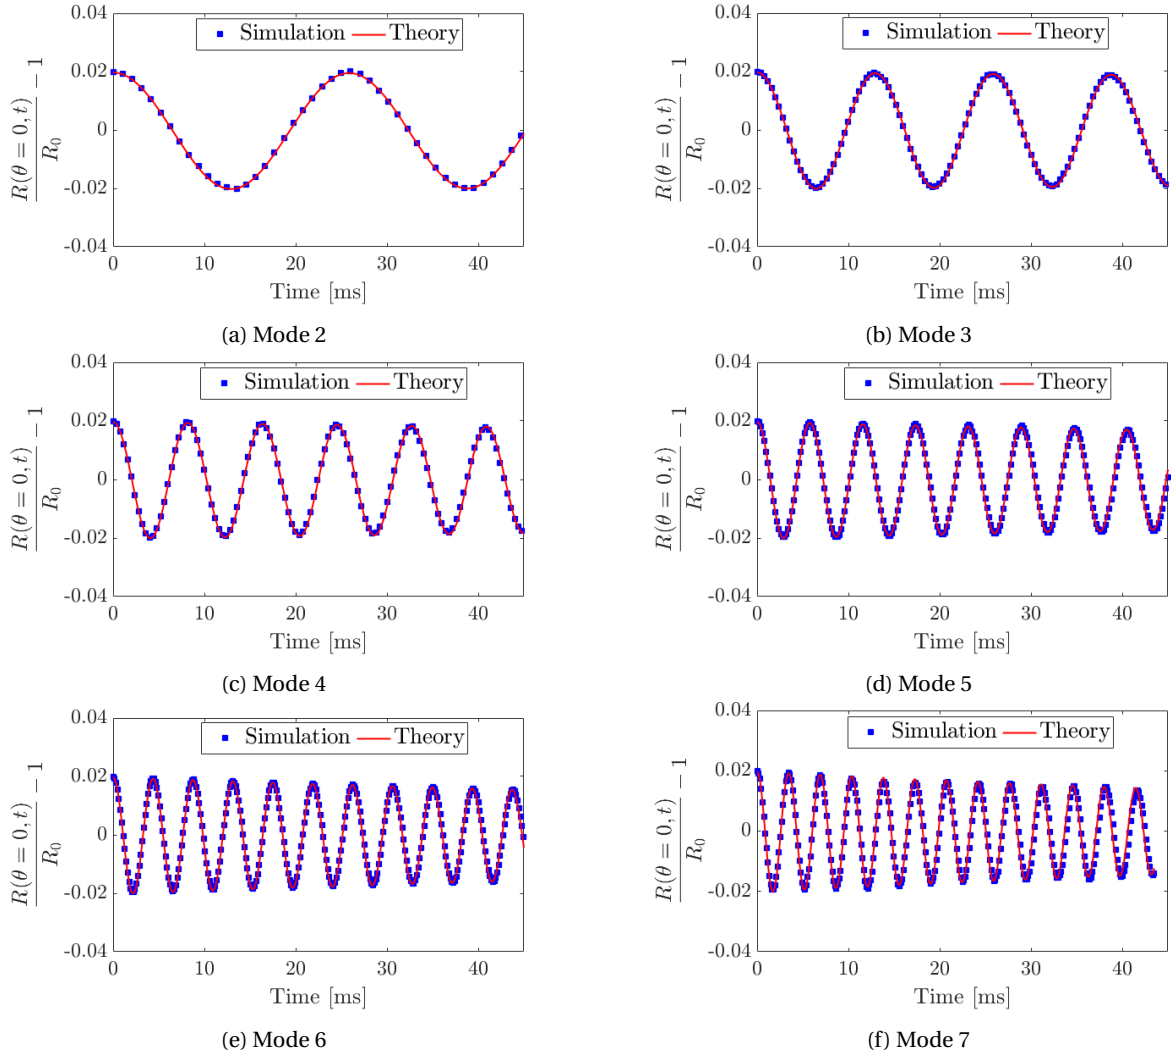 0.04
0.02
0
-0.02
-0.04
R(θ = 0, t)
R₀
− 1
Simulation Theory
0 10 20 30 40
Time [ms]
(a) Mode 2
0.04
0.02
0
-0.02
-0.04
R(θ = 0, t)
R₀
− 1
Simulation Theory
0 10 20 30 40
Time [ms]
(b) Mode 3
0.04
0.02
0
-0.02
-0.04
R(θ = 0, t)
R₀
− 1
Simulation Theory
0 10 20 30 40
Time [ms]
(c) Mode 4
0.04
0.02
0
-0.02
-0.04
R(θ = 0, t)
R₀
− 1
Simulation Theory
0 10 20 30 40
Time [ms]
(d) Mode 5
0.04
0.02
0
-0.02
-0.04
R(θ = 0, t)
R₀
− 1
Simulation Theory
0 10 20 30 40
Time [ms]
(e) Mode 6
0.04
0.02
0
-0.02
-0.04
R(θ = 0, t)
R₀
− 1
Simulation Theory
0 10 20 30 40
Time [ms]
(f) Mode 7